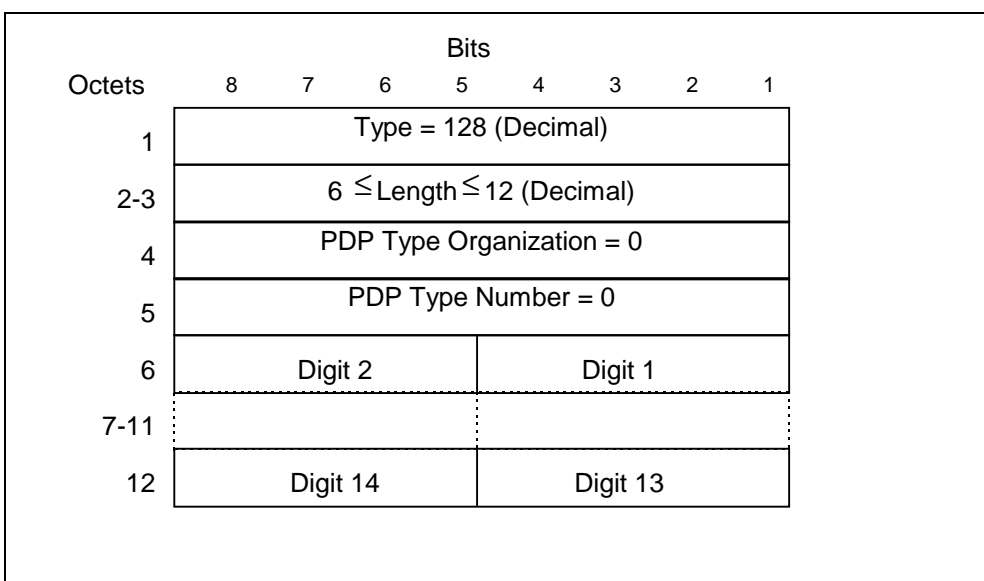 Bits
Octets 8 7 6 5 4 3 2 1
1 Type = 128 (Decimal)
2-3 6 ≤ Length ≤ 12 (Decimal)
4 PDP Type Organization = 0
5 PDP Type Number = 0
6 Digit 2 Digit 1
7-11
12 Digit 14 Digit 13